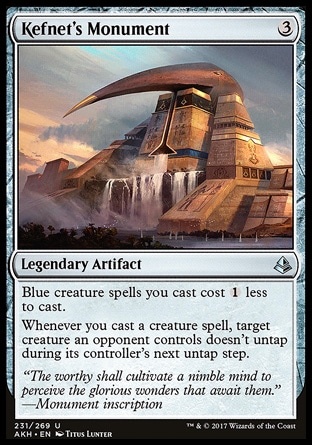 Kefnet's Monument 3
Legendary Artifact
Blue creature spells you cast cost 1 less
to cast.
Whenever you cast a creature spell, target
creature an opponent controls doesn't untap
during its controller's next untap step.
"The worthy shall cultivate a nimble mind to
perceive the glorious wonders that await them."
—Monument inscription
231/269 U
AKH • EN Titus Lunter
™ & © 2017 Wizards of the Coast